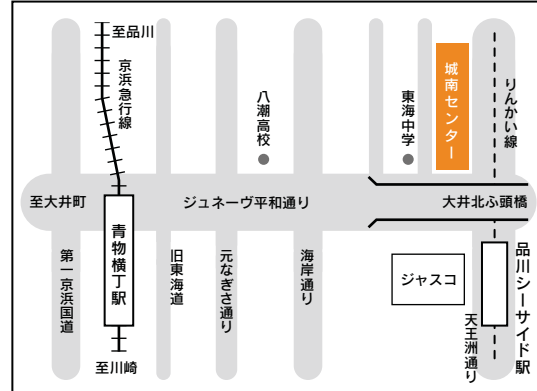 至品川
京浜急行線
八潮高校
東海中学
城南センター
りんかい線
至大井町
ジュネーヴ平和通り
大井北ふ頭橋
青物横丁駅
第一京浜国道
旧東海道
元なぎさ通り
海岸通り
ジャスコ
天王洲通り
品川シーサイド駅
至川崎